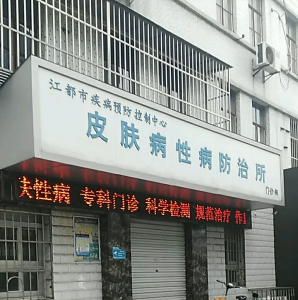 江都市疾病预防控制中心
皮肤病性病防治所
门诊部
性病 专科门诊 科学检测 规范治疗